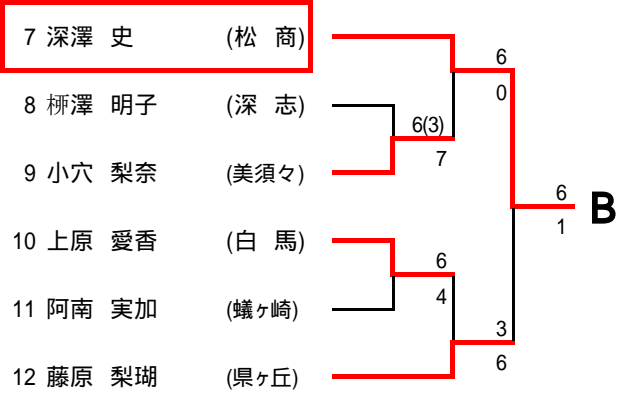 7 深澤 史 (松 商)
6
0
8 栁澤 明子 (深 志)
6(3)
7
9 小穴 梨奈 (美須々)
6
1
B
10 上原 愛香 (白 馬)
6
4
11 阿南 実加 (蟻ヶ崎)
3
6
12 藤原 梨瑚 (県ヶ丘)